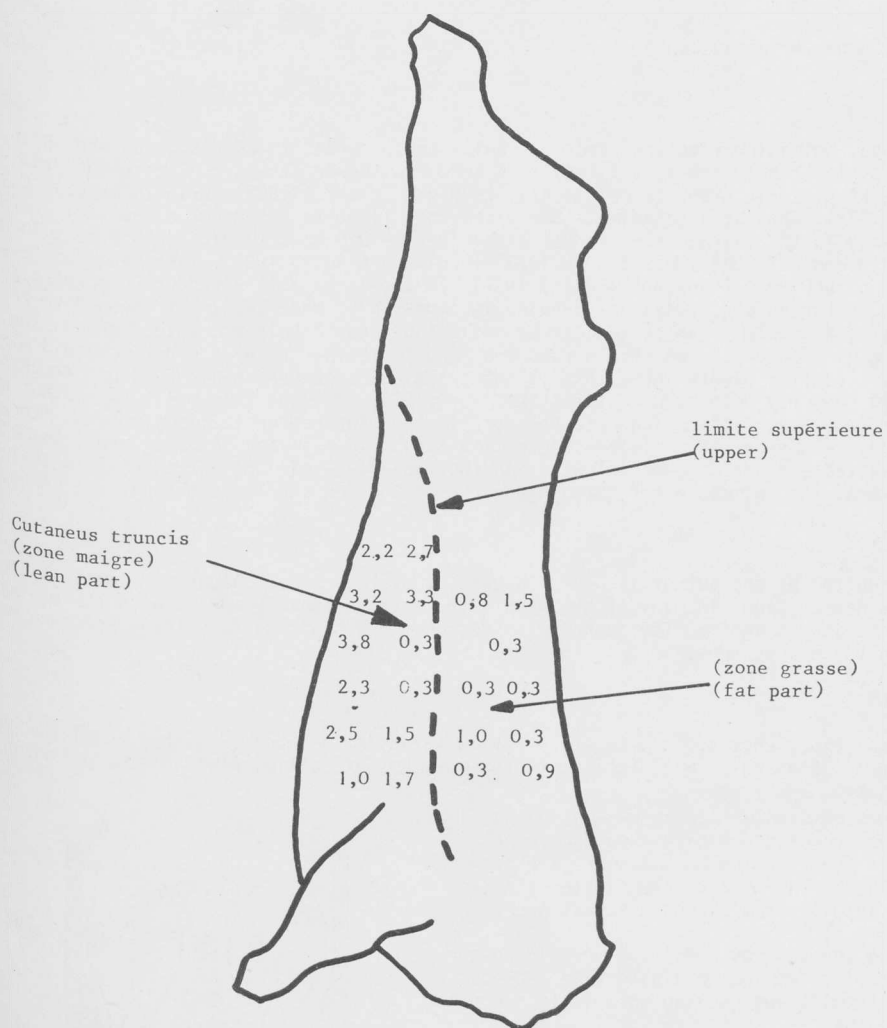 limite supérieure
(upper)
Cutaneus truncis
(zone maigre)
(lean part)
2,2 2,7
3,2 3,3 0,8 1,5
3,8 0,3 0,3
2,3 0,3 0,3 0,3
(zone grasse)
(fat part)
2,5 1,5 1,0 0,3
1,0 1,7 0,3 0,9